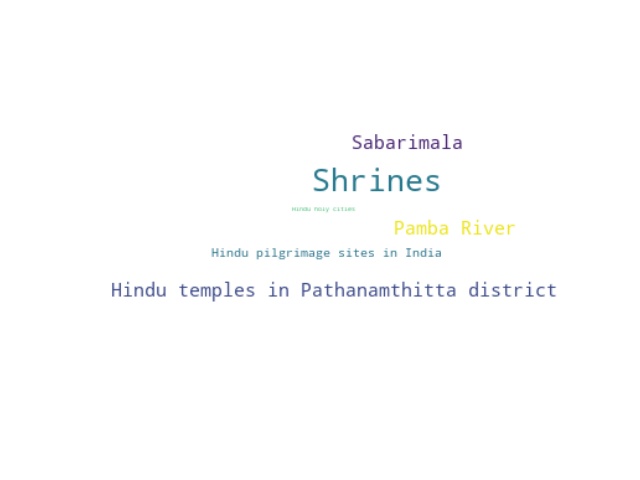 Sabarimala
Shrines
Hindu Holy cities
Pamba River
Hindu pilgrimage sites in India
Hindu temples in Pathanamthitta district